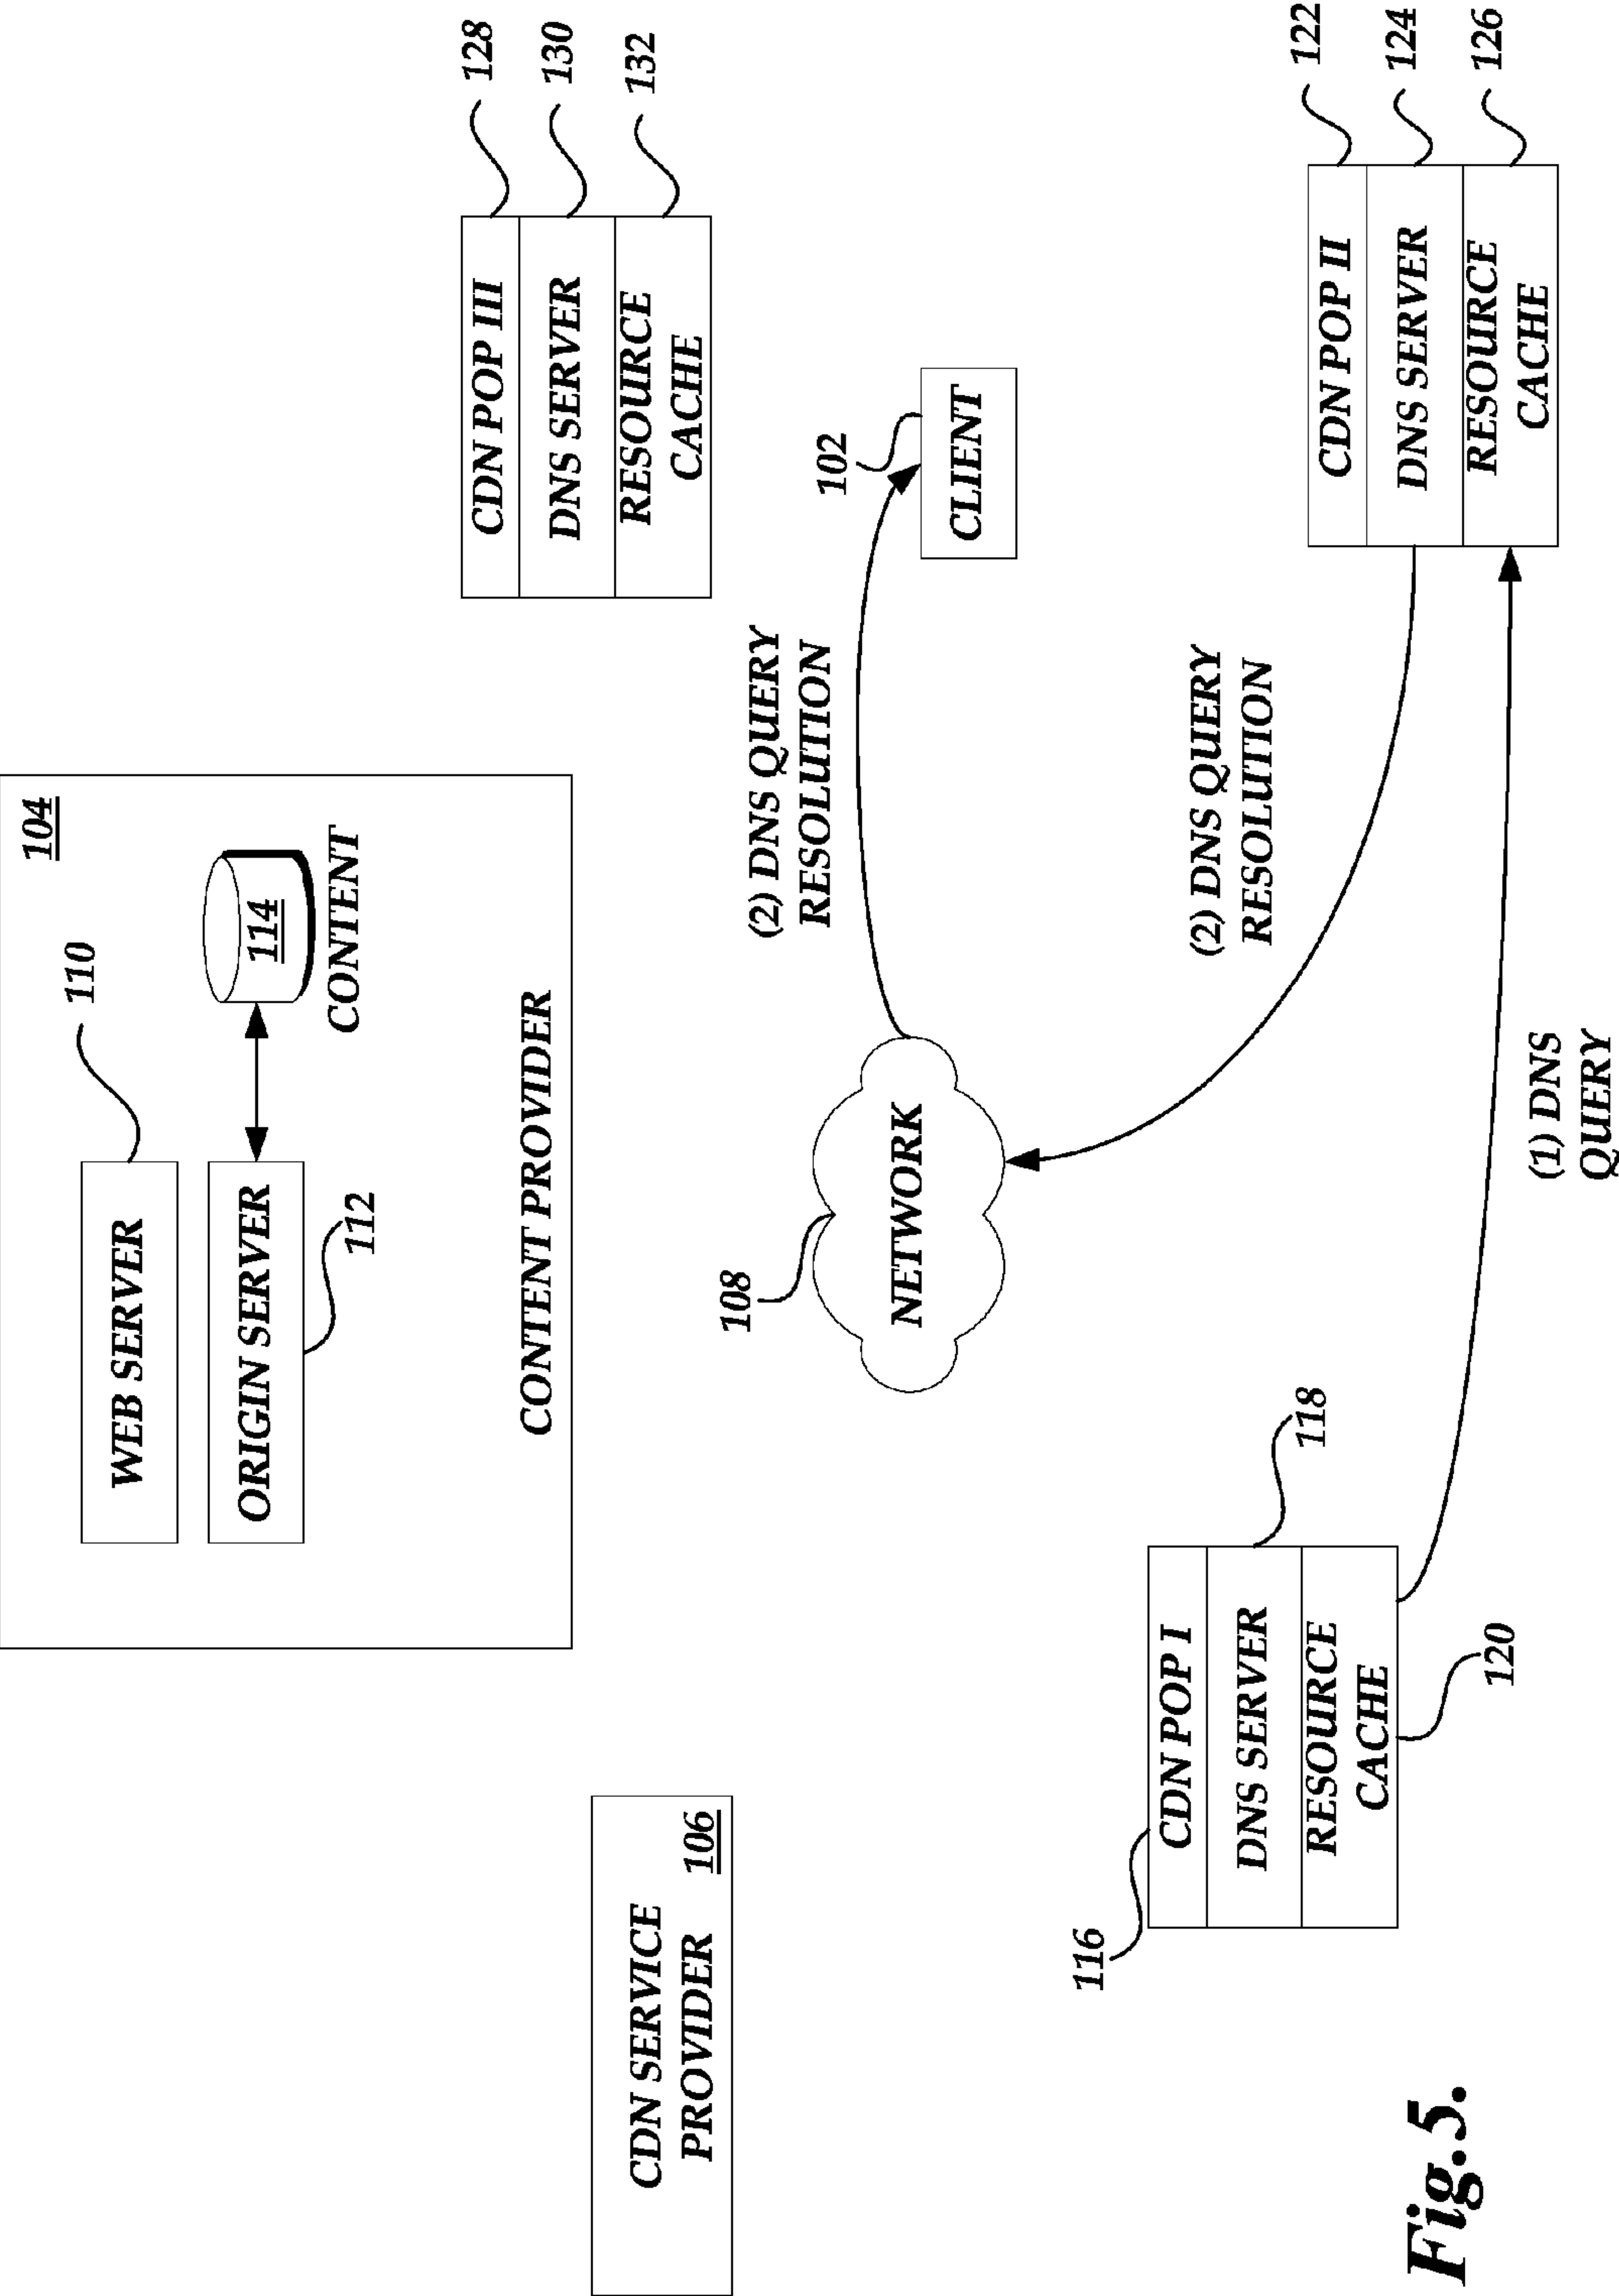 104
110
WEB SERVER
ORIGIN SERVER
112
114
CONTENT
CONTENT PROVIDER
CDN SERVICE
PROVIDER
106
128
130
132
CDN POP III
DNS SERVER
RESOURCE
CACHE
108
NETWORK
(2) DNS QUERY
RESOLUTION
102
CLIENT
116
CDN POP I
DNS SERVER
RESOURCE
CACHE
118
120
(2) DNS QUERY
RESOLUTION
(1) DNS
QUERY
122
124
126
CDN POP II
DNS SERVER
RESOURCE
CACHE
Fig.5.